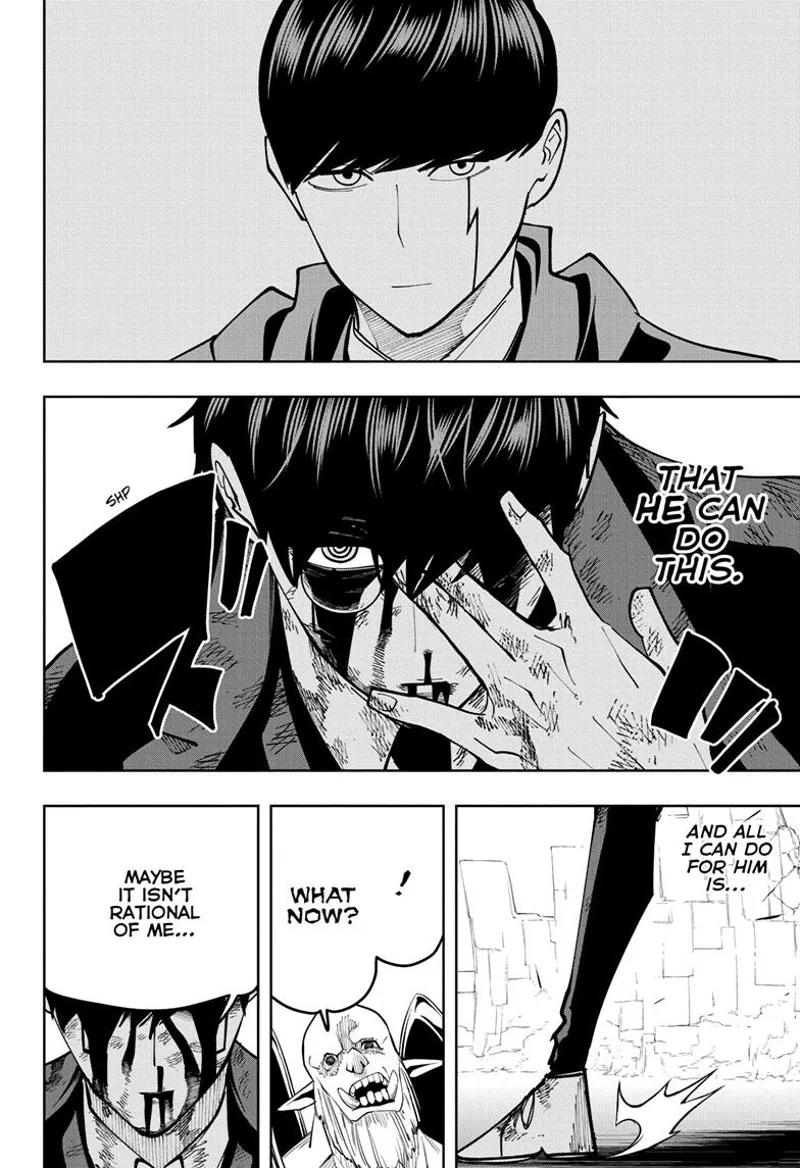 SHP
THAT
HE CAN
DO
THIS.
AND ALL
I CAN DO
FOR HIM
IS...
!
WHAT
NOW?
MAYBE
IT ISN'T
RATIONAL
OF ME...